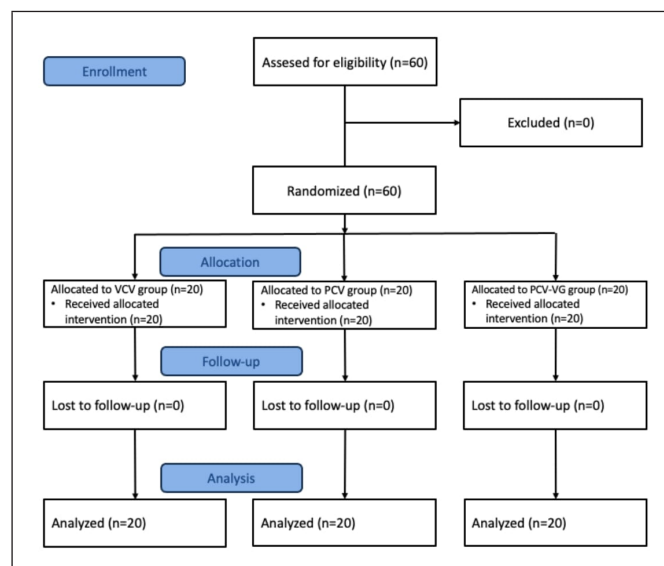 Enrollment
Assesed for eligibility (n=60)
Excluded (n=0)
Randomized (n=60)
Allocation
Allocated to VCV group (n=20)
• Received allocated
intervention (n=20)
Allocated to PCV group (n=20)
• Received allocated
intervention (n=20)
Allocated to PCV-VG group (n=20)
• Received allocated
intervention (n=20)
Follow-up
Lost to follow-up (n=0)
Lost to follow-up (n=0)
Lost to follow-up (n=0)
Analysis
Analyzed (n=20)
Analyzed (n=20)
Analyzed (n=20)